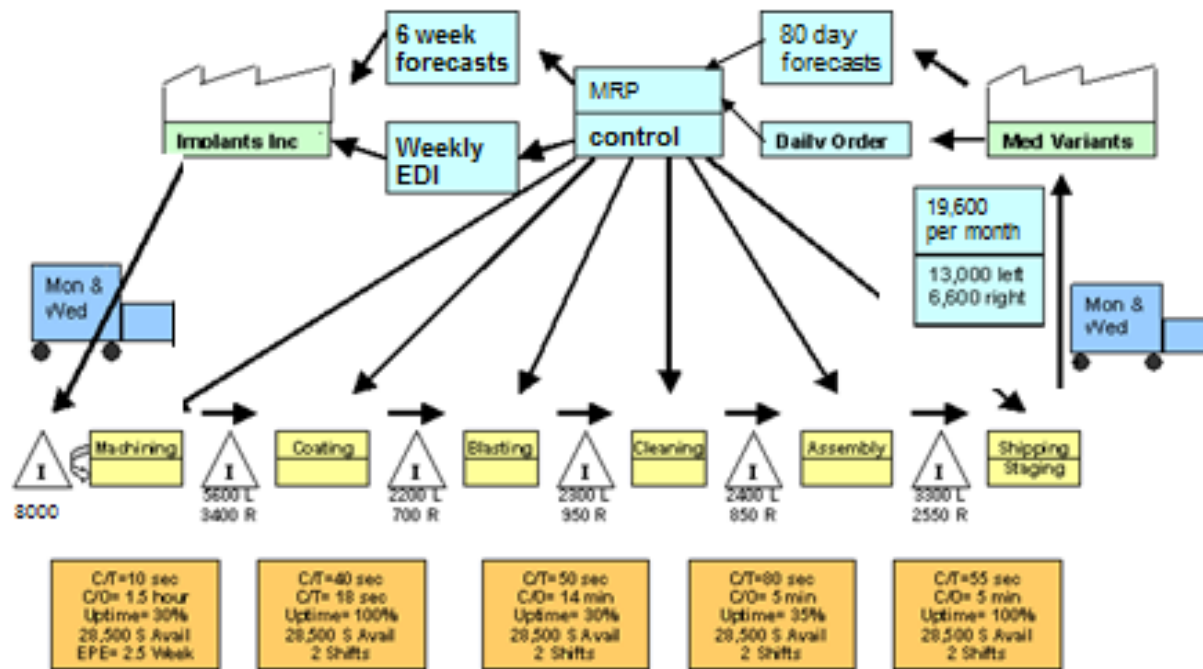 6 week
forecasts
80 day
forecasts
MRP
control
Implants Inc
Weekly
EDI
Daily Order
Med Variants
19,600
per month
13,000 left
6,600 right
Mon &
Wed
Mon &
Wed
I
Machining
I
Coating
I
Blasting
I
Cleaning
I
Assembly
I
Shipping
Staging
8000
5600 L
3400 R
2200 L
700 R
2300 L
950 R
2400 L
850 R
3300 L
2550 R
C/T=10 sec
C/O= 1.5 hour
Uptime= 30%
28,500 S Avail
EPE= 2.5 Week
C/T=40 sec
C/T= 18 sec
Uptime= 100%
28,500 S Avail
2 Shifts
C/T=50 sec
C/O= 14 min
Uptime= 30%
28,500 S Avail
2 Shifts
C/T=80 sec
C/O= 5 min
Uptime= 35%
28,500 S Avail
2 Shifts
C/T=55 sec
C/O= 5 min
Uptime= 100%
28,500 S Avail
2 Shifts